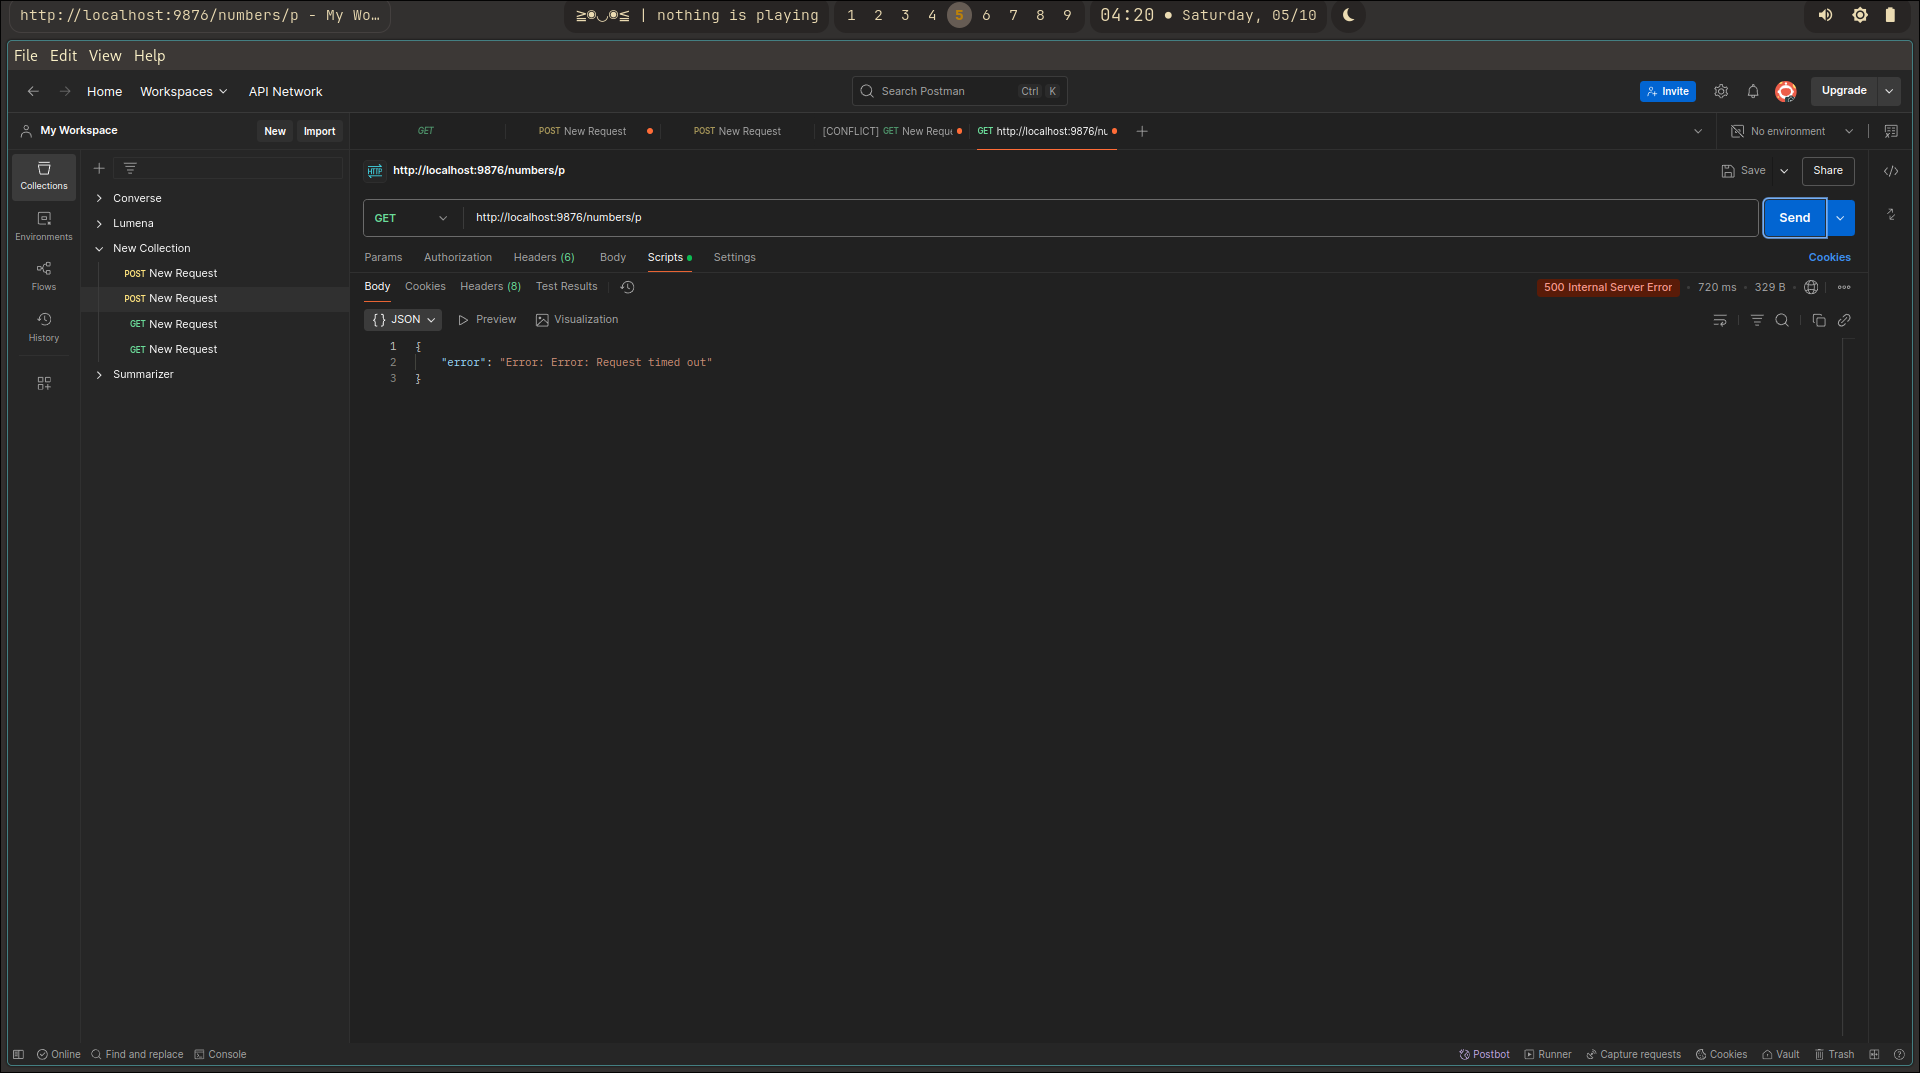 http://localhost:9876/numbers/p - My Wo…
≥◉◡◉≤ | nothing is playing
1 2 3 4 5 6 7 8 9
04:20 • Saturday, 05/10
File Edit View Help
Home Workspaces API Network
Search Postman Ctrl K
Invite
Upgrade
My Workspace New Import
GET
POST New Request
POST New Request
[CONFLICT] GET New Reque
GET http://localhost:9876/nu
No environment
Collections
Environments
Flows
History
Converse
Lumena
New Collection
POST New Request
POST New Request
GET New Request
GET New Request
Summarizer
HTTP http://localhost:9876/numbers/p
Save Share
GET http://localhost:9876/numbers/p
Send
Params Authorization Headers (6) Body Scripts Settings
Cookies
Body Cookies Headers (8) Test Results
500 Internal Server Error • 720 ms • 329 B
{} JSON Preview Visualization
1 {
2 "error": "Error: Error: Request timed out"
3 }
Online Find and replace Console
Postbot Runner Capture requests Cookies Vault Trash